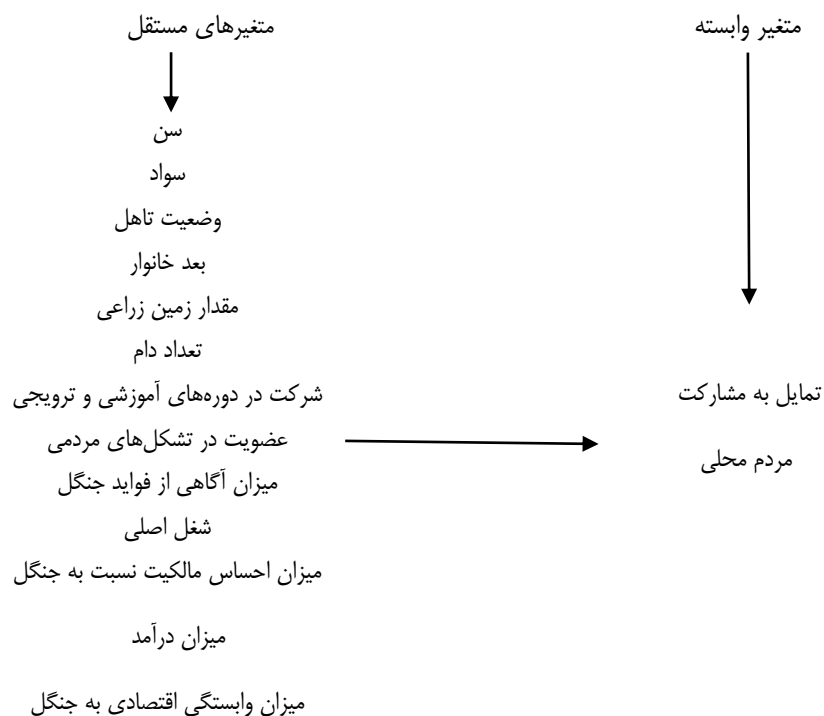 متغیر وابسته
متغیرهای مستقل
سن
سواد
وضعیت تاهل
بعد خانوار
مقدار زمین زراعی
تعداد دام
شرکت در دوره‌های آموزشی و ترویجی
عضویت در تشکل‌های مردمی
میزان آگاهی از فواید جنگل
شغل اصلی
میزان احساس مالکیت نسبت به جنگل
میزان درآمد
میزان وابستگی اقتصادی به جنگل
تمایل به مشارکت
مردم محلی